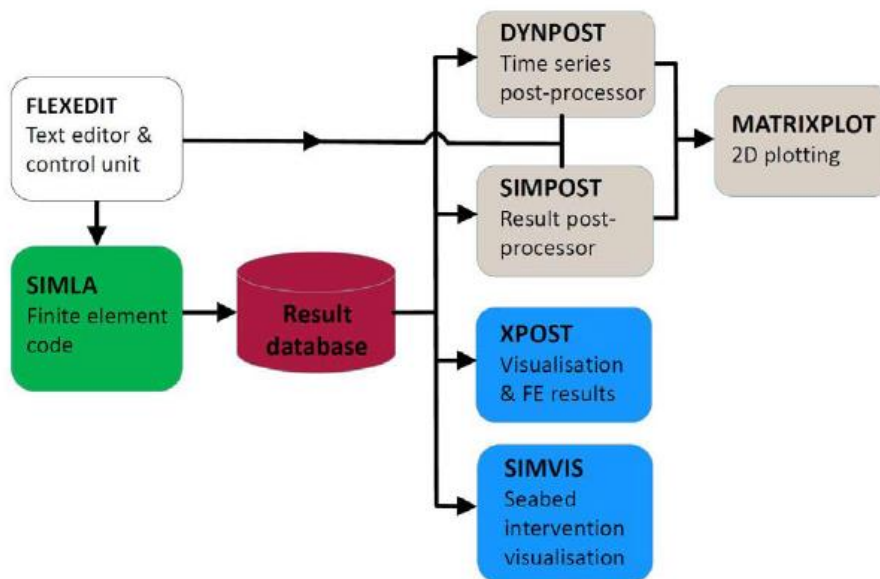 FLEXEDIT
Text editor &
control unit
SIMLA
Finite element
code
Result
database
DYNPOST
Time series
post-processor
SIMPOST
Result post-
processor
XPOST
Visualisation
& FE results
SIMVIS
Seabed
intervention
visualisation
MATRIXPLOT
2D plotting